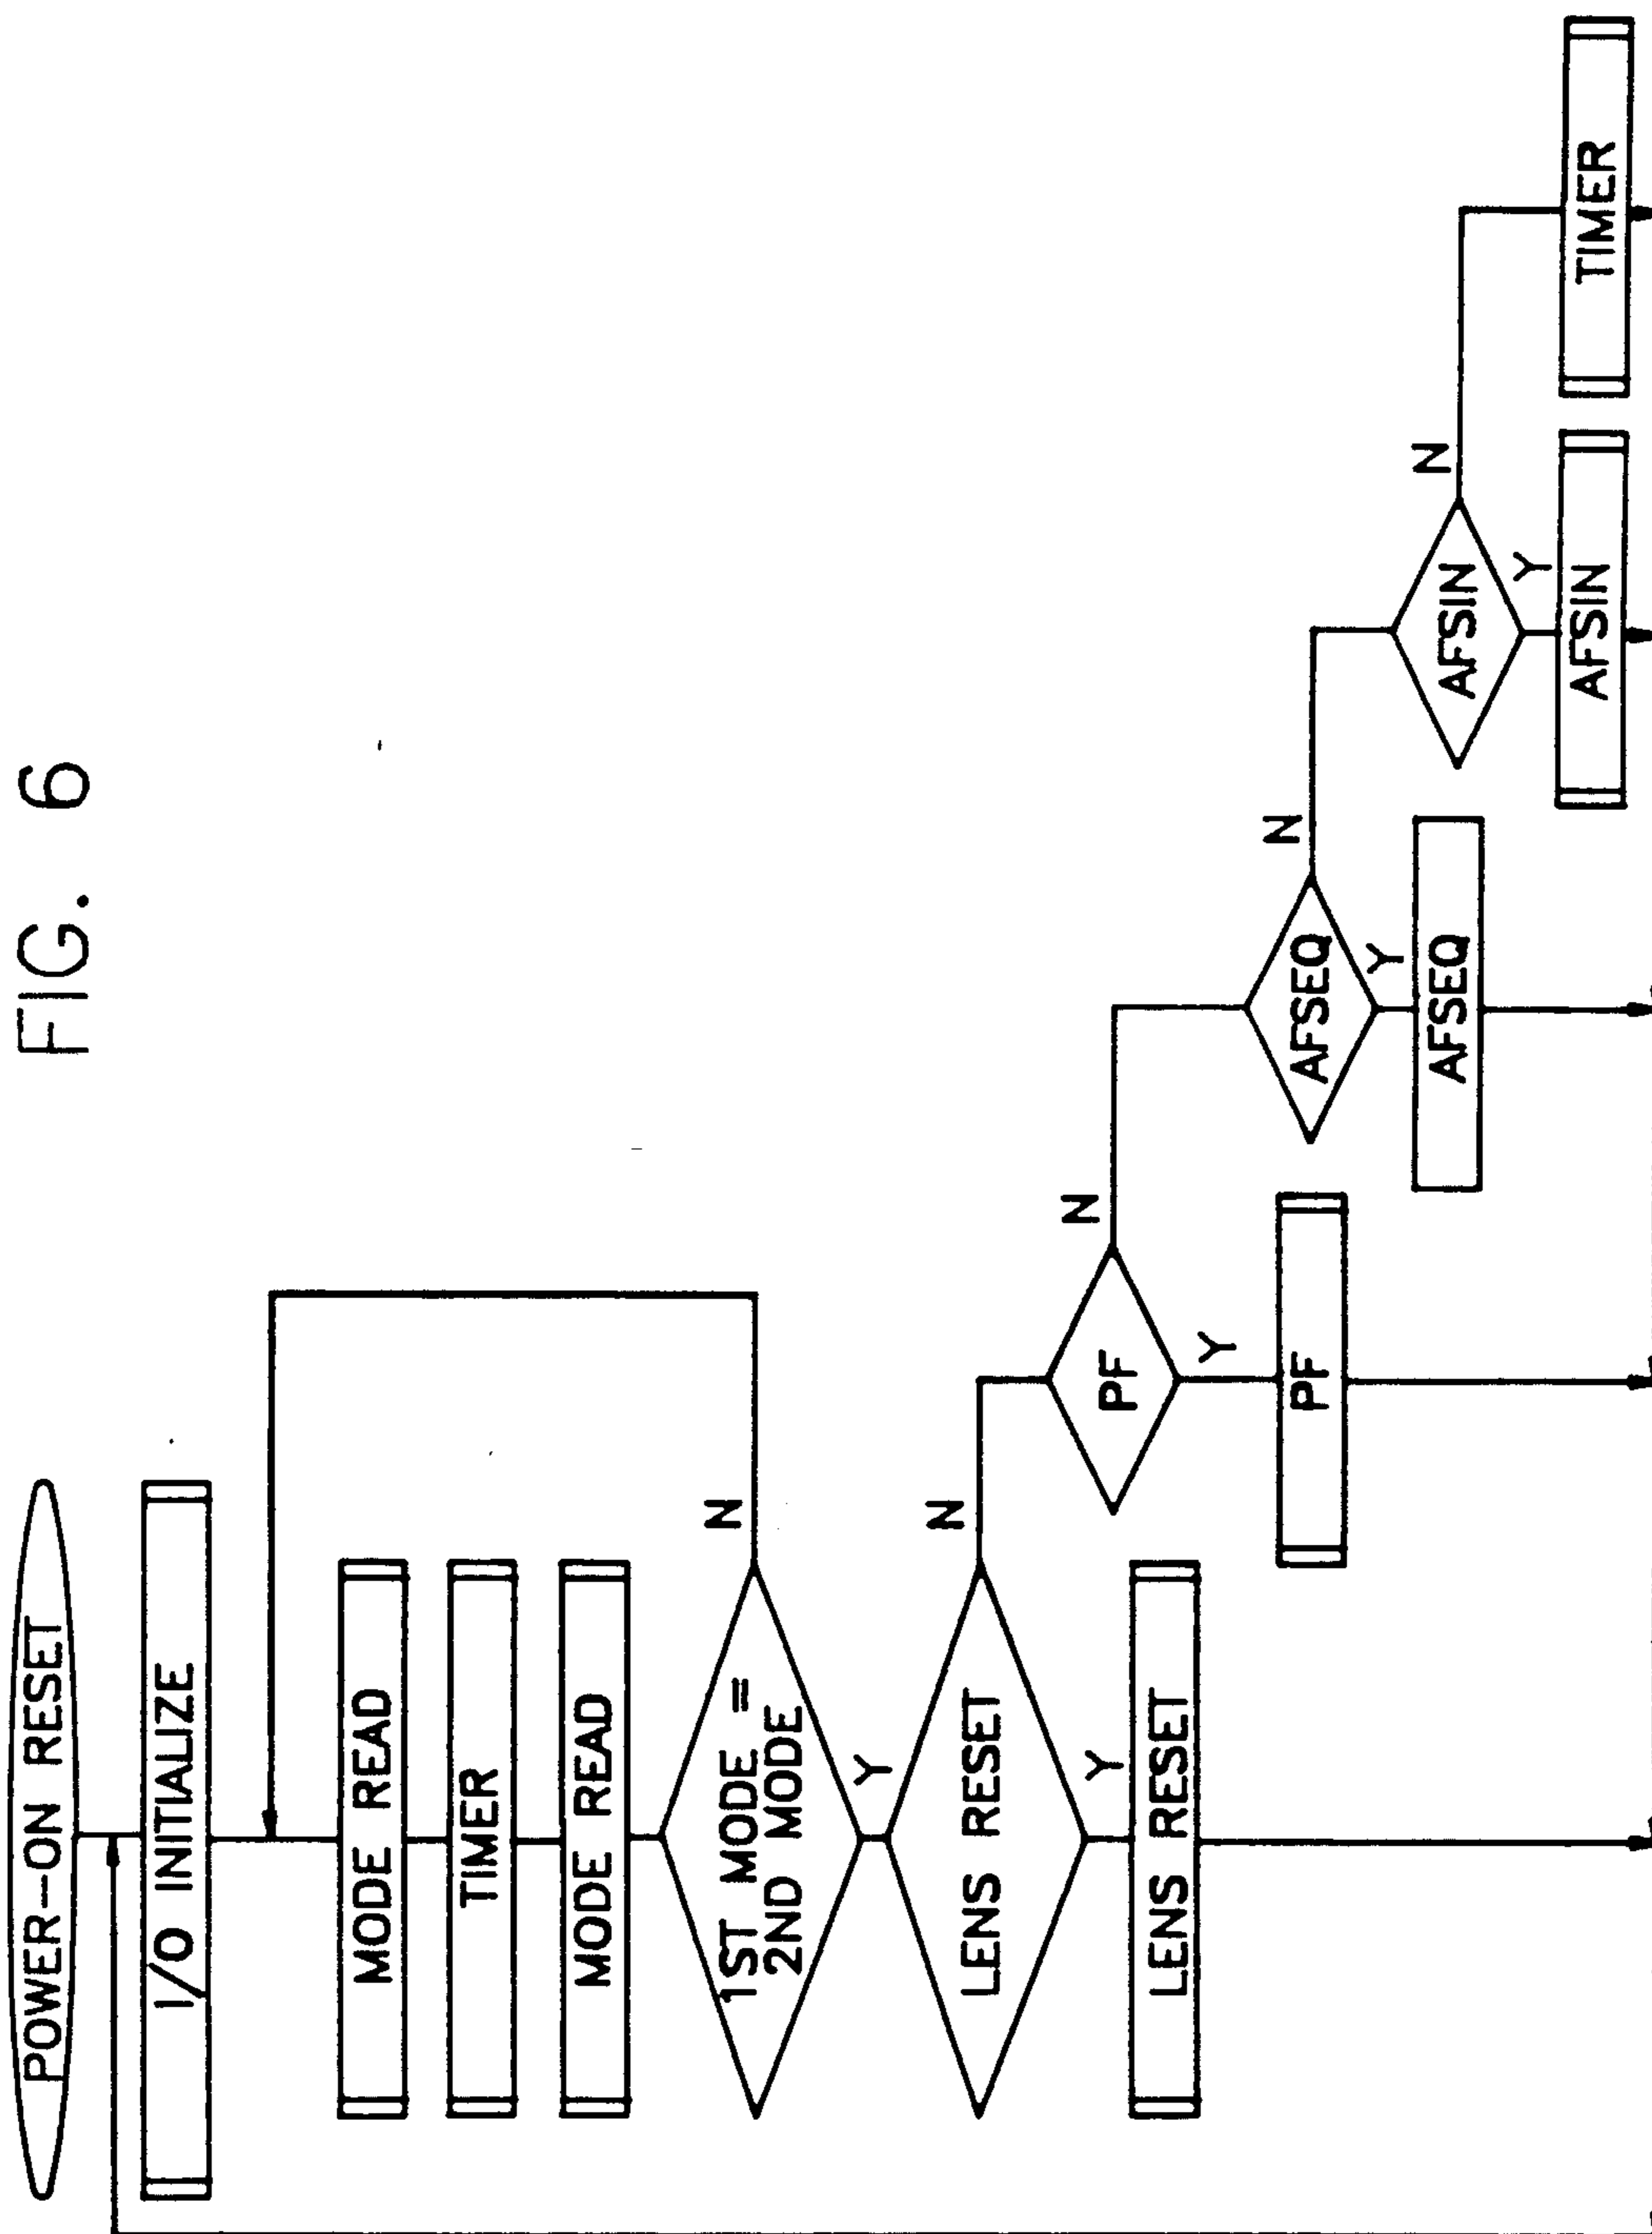 FIG. 6
POWER-ON RESET
I/O INITIALIZE
MODE READ
TIMER
MODE READ
1ST MODE =
2ND MODE
N
Y
LENS RESET
N
Y
LENS RESET
PF
N
Y
PF
AFSEQ
N
Y
AFSEQ
AFSIN
N
Y
AFSIN
TIMER